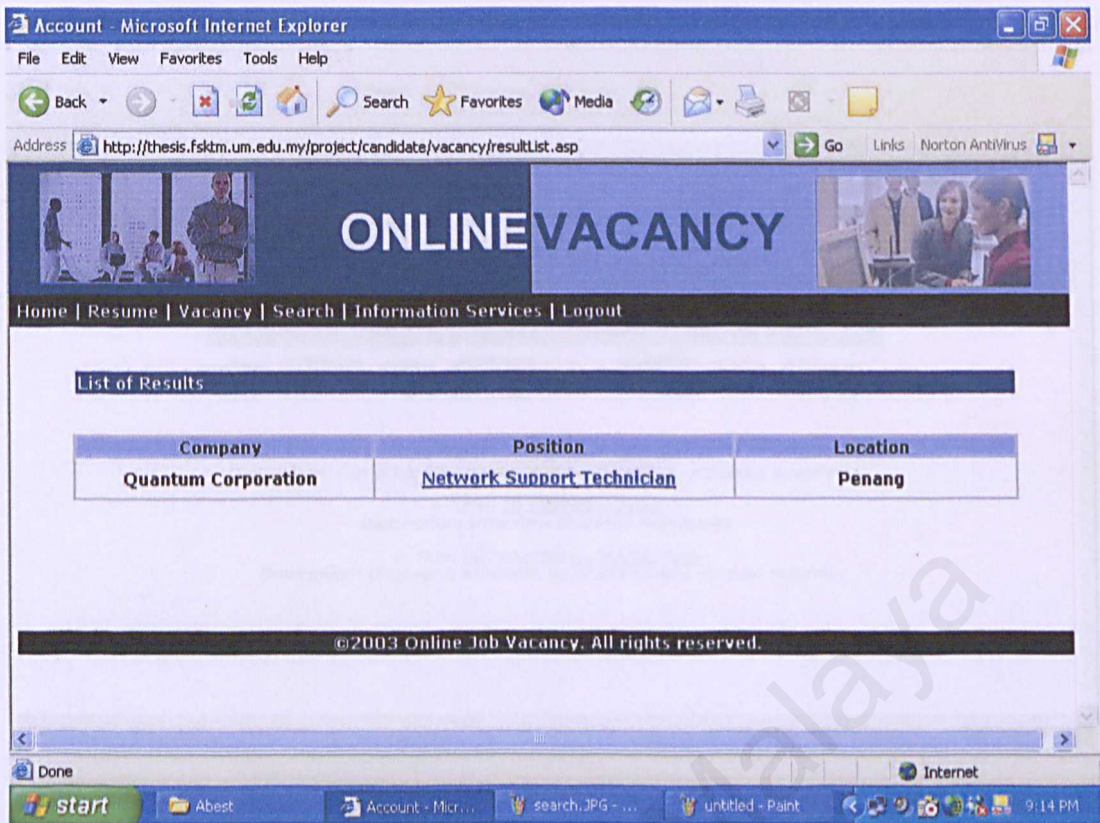 Account - Microsoft Internet Explorer
File Edit View Favorites Tools Help
Back Search Favorites Media
Address http://thesis.fsktm.um.edu.my/project/candidate/vacancy/resultList.asp Go Links Norton AntiVirus
ONLINE VACANCY
Home | Resume | Vacancy | Search | Information Services | Logout
List of Results
Company Position Location
Quantum Corporation Network Support Technician Penang
©2003 Online Job Vacancy. All rights reserved.
Malaya
Done Internet
start Abest Account - Micr... search.JPG - ... untitled - Paint 9:14 PM